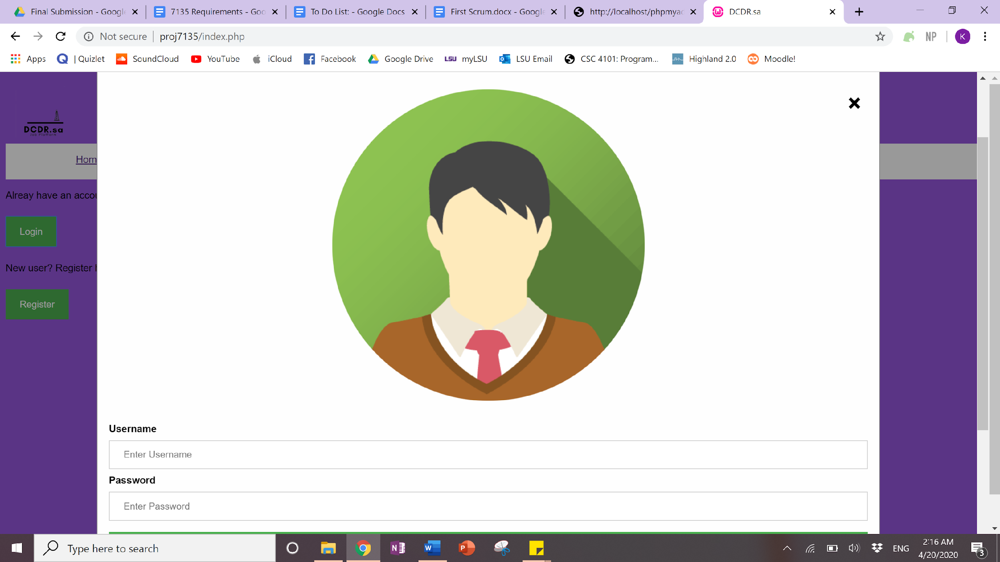 Final Submission - Googl
7135 Requirements - Goo
To Do List: - Google Docs
First Scrum.docx - Google
http://localhost/phpmyad
DCDR.sa
Not secure
proj7135/index.php
NP
K
Apps
| Quizlet
SoundCloud
YouTube
iCloud
Facebook
Google Drive
LSU myLSU
LSU Email
CSC 4101: Program...
Highland 2.0
Moodle!
DCDR.sa
Job Platform
Hom
Alreay have an accou
Login
New user? Register h
Register
Username
Enter Username
Password
Enter Password
Type here to search
ENG
2:16 AM
4/20/2020
3